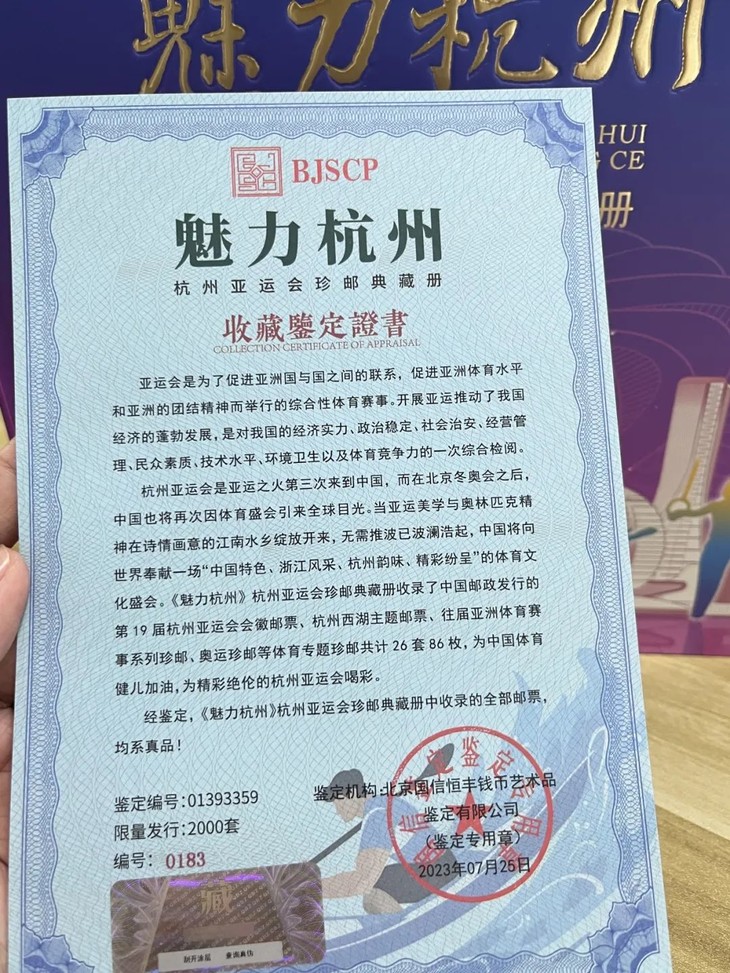 魅力杭州
HUI
CE
册
BJSCP
魅力杭州
杭州亚运会珍邮典藏册
收藏鑒定證書
COLLECTION CERTIFICATE OF APPRAISAL
亚运会是为了促进亚洲国与国之间的联系，促进亚洲体育水平
和亚洲的团结精神而举行的综合性体育赛事。开展亚运推动了我国
经济的蓬勃发展，是对我国的经济实力、政治稳定、社会治安、经营管
理、民众素质、技术水平、环境卫生以及体育竞争力的一次综合检阅。
杭州亚运会是亚运之火第三次来到中国，而在北京冬奥会之后，
中国也将再次因体育盛会引来全球目光。当亚运美学与奥林匹克精
神在诗情画意的江南水乡绽放开来，无需推波已波澜浩起，中国将向
世界奉献一场“中国特色、浙江风采、杭州韵味、精彩纷呈”的体育文
化盛会。《魅力杭州》杭州亚运会珍邮典藏册收录了中国邮政发行的
第19届杭州亚运会会徽邮票、杭州西湖主题邮票、往届亚洲体育赛
事系列珍邮、奥运珍邮等体育专题珍邮共计26套86枚，为中国体育
健儿加油，为精彩绝伦的杭州亚运会喝彩。
经鉴定，《魅力杭州》杭州亚运会珍邮典藏册中收录的全部邮票，
均系真品！
鉴定编号：01393359
限量发行：2000套
编号：0183
鉴定机构：北京国信恒丰钱币艺术品
鉴定有限公司
（鉴定专用章）
2023年07月26日
藏
刮开涂层 查询真伪